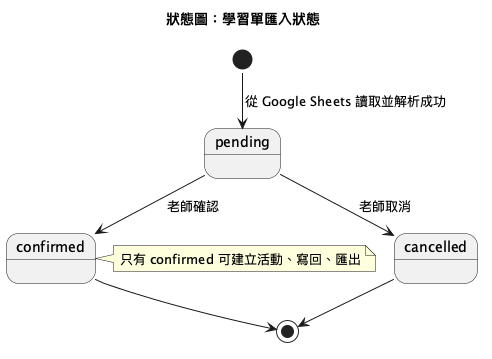 狀態圖：學習單匯入狀態
從 Google Sheets 讀取並解析成功
pending
老師確認
老師取消
confirmed
只有 confirmed 可建立活動、寫回、匯出
cancelled